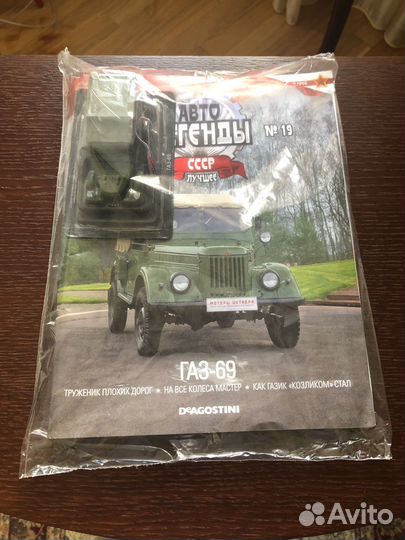 АВТО
ЛЕГЕНДЫ № 19
СССР
ЛУЧШЕЕ
МОТОРЫ ОКТЯБРЯ
ГАЗ-69
ТРУЖЕНИК ПЛОХИХ ДОРОГ ★ НА ВСЕ КОЛЕСА МАСТЕР ★ КАК ГАЗИК «КОЗЛИКОМ» СТАЛ
DeAGOSTINI
Avito